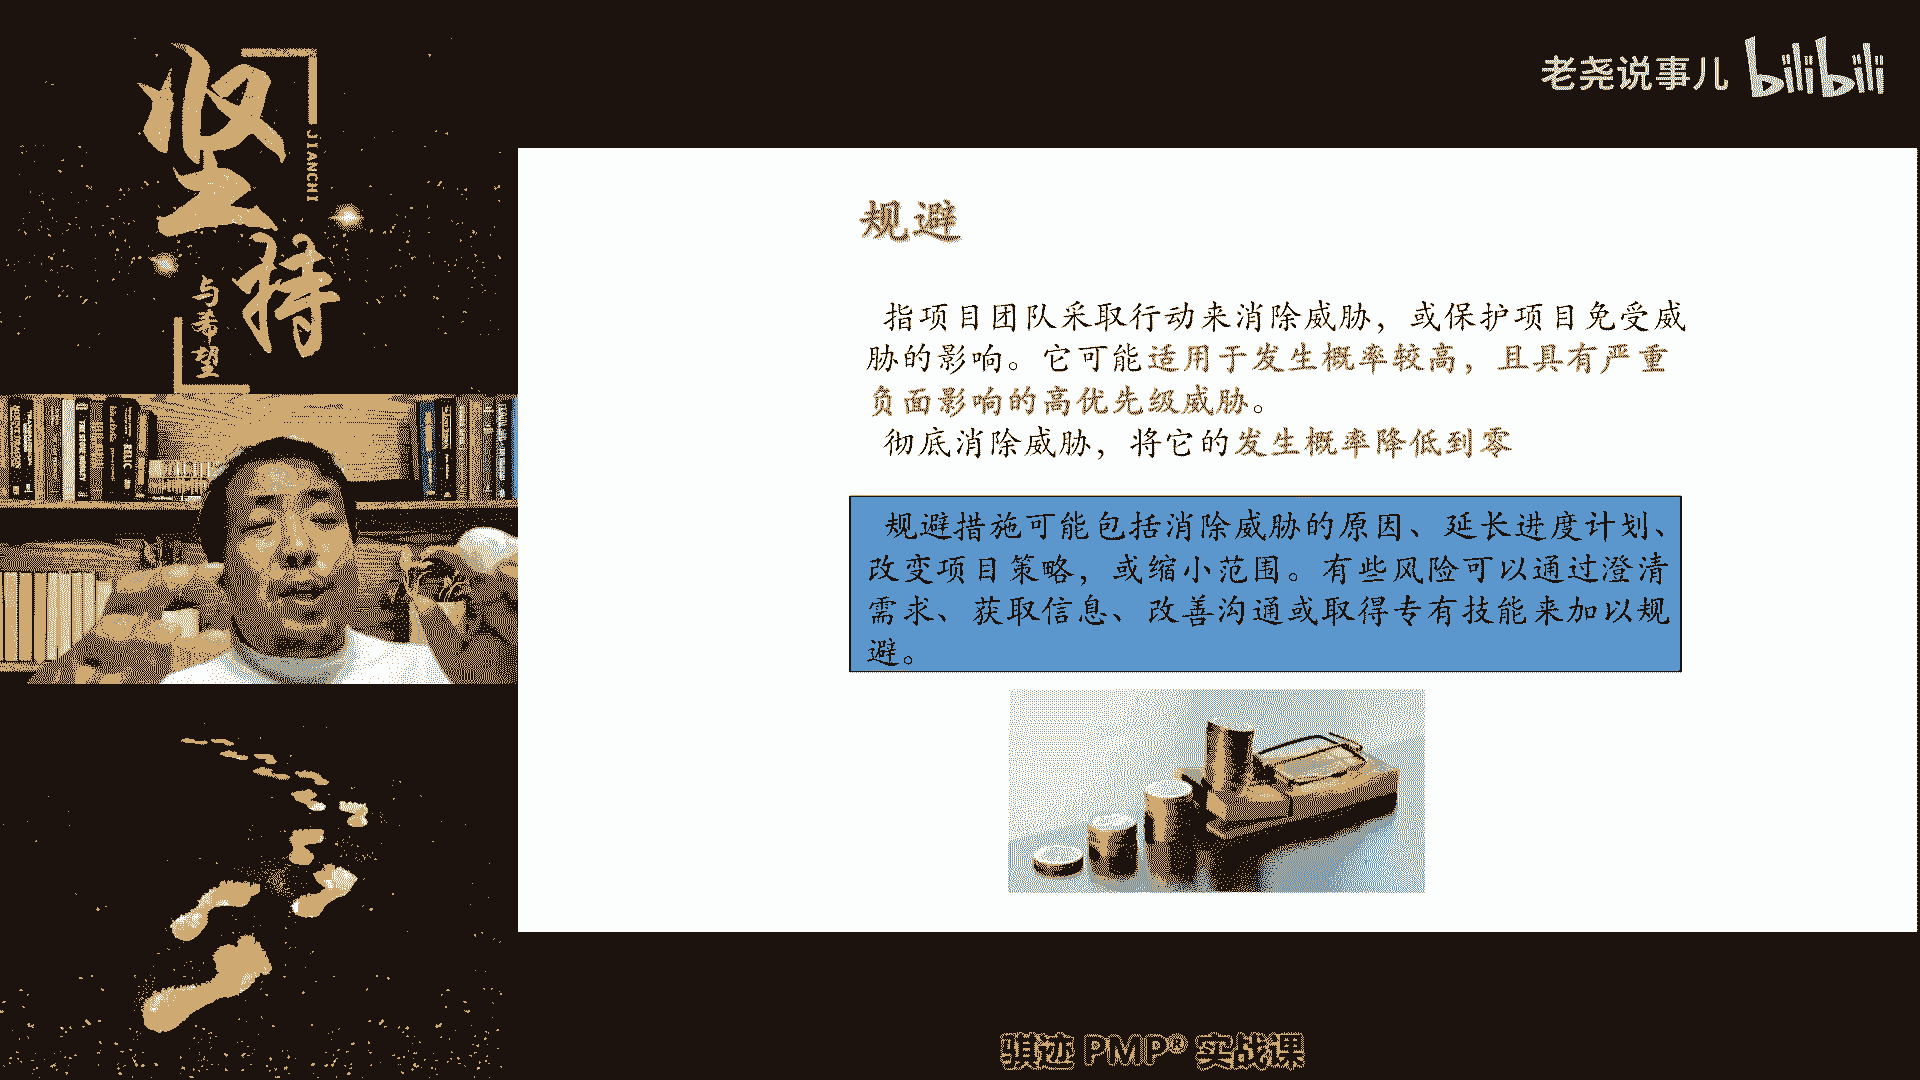 坚持
JIANCHI
与希望
老尧说事儿 bilibili
规避
指项目团队采取行动来消除威胁，或保护项目免受威
胁的影响。它可能适用于发生概率较高，且具有严重
负面影响的高优先级威胁。
彻底消除威胁，将它的发生概率降低到零
规避措施可能包括消除威胁的原因、延长进度计划、
改变项目策略，或缩小范围。有些风险可以通过澄清
需求、获取信息、改善沟通或取得专有技能来加以规
避。
骐迹 PMP® 实战课